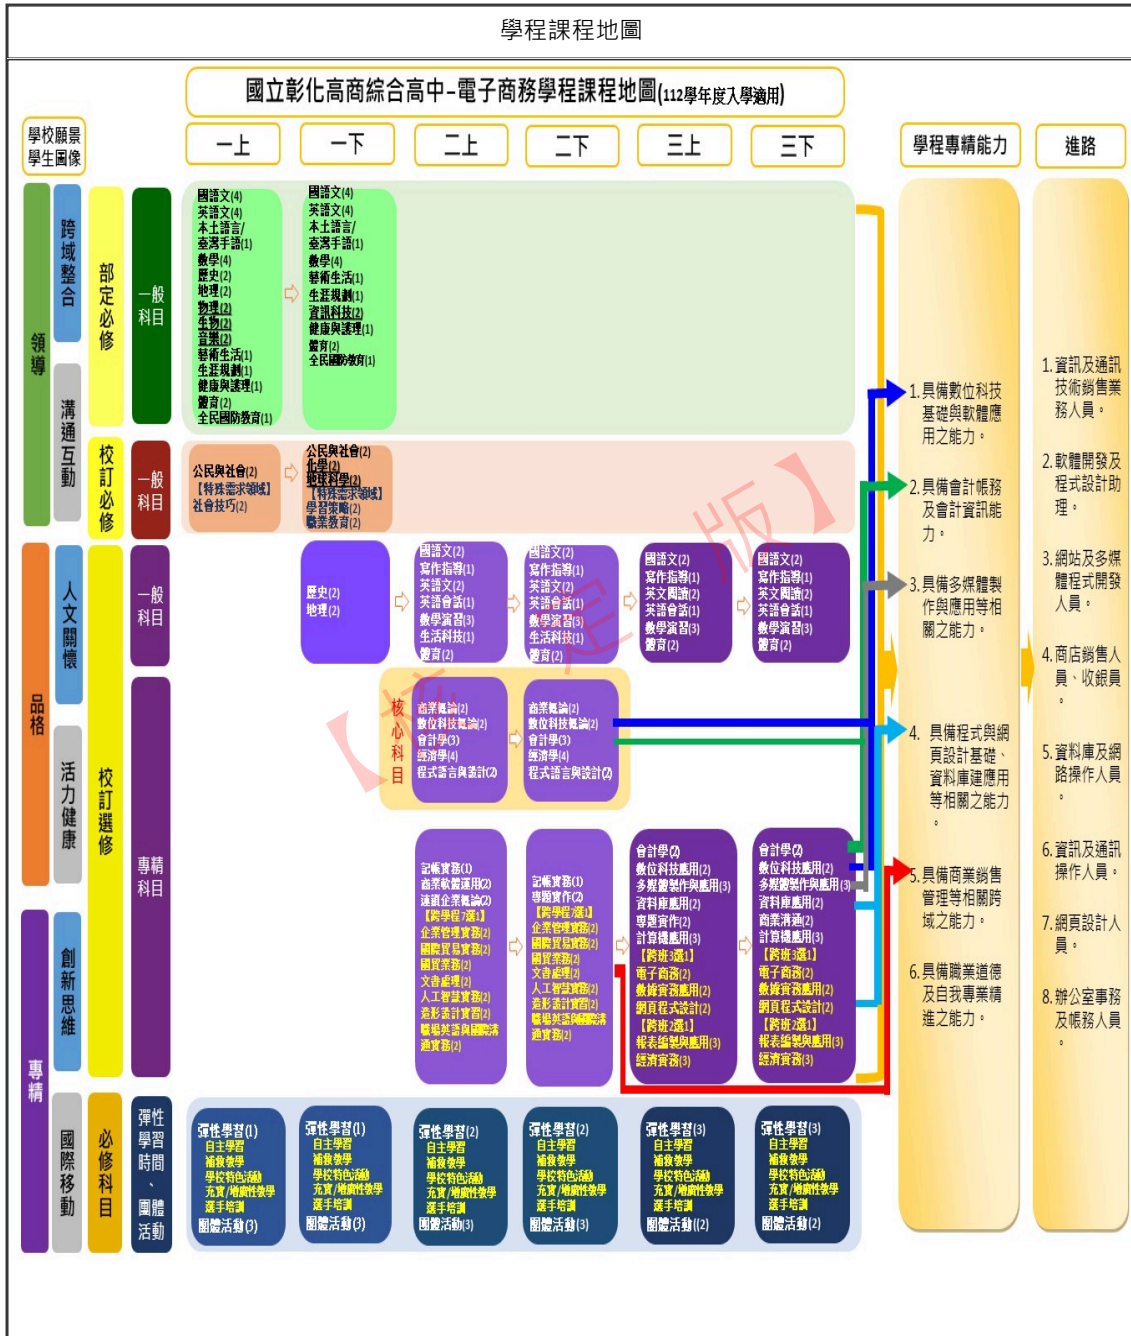 學程課程地圖
國立彰化高商綜合高中-電子商務學程課程地圖(112學年度入學適用)
學校願景
學生圖像
一上
一下
二上
二下
三上
三下
學程專精能力
進路
領導
品格
專精
跨域整合
溝通互動
人文關懷
活力健康
創新思維
國際移動
部定必修
校訂必修
校訂選修
必修科目
一般
科目
一般
科目
一般
科目
專精
科目
彈性
學習
時間
、
團體
活動
國語文(4)
英語文(4)
本土語言/
臺灣手語(1)
數學(4)
歷史(2)
地理(2)
物理(2)
生物(2)
音樂(2)
藝術生活(1)
生涯規劃(1)
健康與護理(1)
體育(2)
全民國防教育(1)
國語文(4)
英語文(4)
本土語言/
臺灣手語(1)
數學(4)
藝術生活(1)
生涯規劃(1)
資訊科技(2)
健康與護理(1)
體育(2)
全民國防教育(1)
公民與社會(2)
【特殊需求領域】
社會技巧(2)
公民與社會(2)
化學(2)
地球科學(2)
【特殊需求領域】
學習策略(2)
職業教育(2)
歷史(2)
地理(2)
國語文(2)
寫作指導(1)
英語文(2)
英語會話(1)
數學演習(3)
生活科技(1)
體育(2)
國語文(2)
寫作指導(1)
英語文(2)
英語會話(1)
數學演習(3)
生活科技(1)
體育(2)
國語文(2)
寫作指導(1)
英文閱讀(2)
英語會話(1)
數學演習(3)
體育(2)
國語文(2)
寫作指導(1)
英文閱讀(2)
英語會話(1)
數學演習(3)
體育(2)
核心科目
商業概論(2)
數位科技概論(2)
會計學(3)
經濟學(4)
程式語言與設計(2)
商業概論(2)
數位科技概論(2)
會計學(3)
經濟學(4)
程式語言與設計(2)
記帳實務(1)
商業軟體運用(2)
連鎖企業概論(2)
【跨學程7選1】
企業管理實務(2)
國際貿易實務(2)
國貿業務(2)
文書處理(2)
人工智慧實務(2)
造形設計實習(2)
職場英語與國際溝
通實務(2)
記帳實務(1)
專題實作(2)
【跨學程7選1】
企業管理實務(2)
國際貿易實務(2)
國貿業務(2)
文書處理(2)
人工智慧實務(2)
造形設計實習(2)
職場英語與國際溝
通實務(2)
會計學(2)
數位科技應用(2)
多媒體製作與應用(3)
資料庫應用(2)
專題實作(2)
計算機應用(3)
【跨班3選1】
電子商務(2)
數據實務應用(2)
網頁程式設計(2)
【跨班2選1】
報表編製與應用(3)
經濟實務(3)
會計學(2)
數位科技應用(2)
多媒體製作與應用(3)
資料庫應用(2)
商業溝通(2)
計算機應用(3)
【跨班3選1】
電子商務(2)
數據實務應用(2)
網頁程式設計(2)
【跨班2選1】
報表編製與應用(3)
經濟實務(3)
彈性學習(1)
自主學習
補救教學
學校特色活動
充實/增廣性教學
選手培訓
團體活動(3)
彈性學習(1)
自主學習
補救教學
學校特色活動
充實/增廣性教學
選手培訓
團體活動(3)
彈性學習(2)
自主學習
補救教學
學校特色活動
充實/增廣性教學
選手培訓
團體活動(3)
彈性學習(2)
自主學習
補救教學
學校特色活動
充實/增廣性教學
選手培訓
團體活動(3)
彈性學習(3)
自主學習
補救教學
學校特色活動
充實/增廣性教學
選手培訓
團體活動((2)
彈性學習(3)
自主學習
補救教學
學校特色活動
充實/增廣性教學
選手培訓
團體活動(2)
1.具備數位科技
基礎與軟體應
用之能力。
2.具備會計帳務
及會計資訊能
力。
3.具備多媒體製
作與應用等相
關之能力。
4. 具備程式與網
頁設計基礎、
資料庫建應用
等相關之能力
。
5.具備商業銷售
管理等相關跨
域之能力。
6.具備職業道德
及自我專業精
進之能力。
1.資訊及通訊
技術銷售業
務人員。
2.軟體開發及
程式設計助
理。
3.網站及多媒
體程式開發
人員。
4.商店銷售人
員、收銀員
。
5.資料庫及網
路操作人員
。
6.資訊及通訊
操作人員。
7.網頁設計人
員。
8.辦公室事務
及帳務人員
。
【核定版】